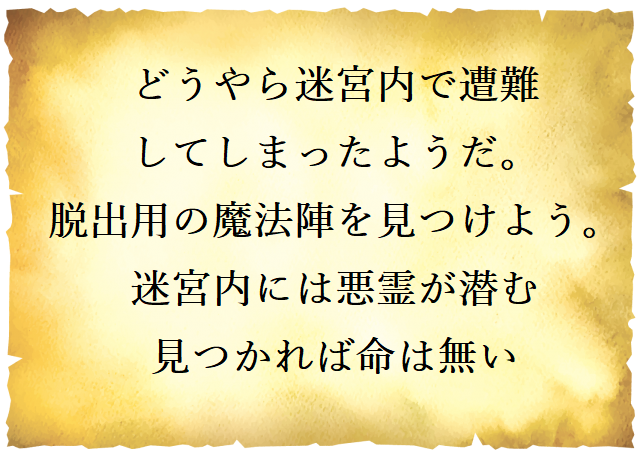 どうやら迷宮内で遭難
してしまったようだ。
脱出用の魔法陣を見つけよう。
迷宮内には悪霊が潜む
見つかれば命は無い